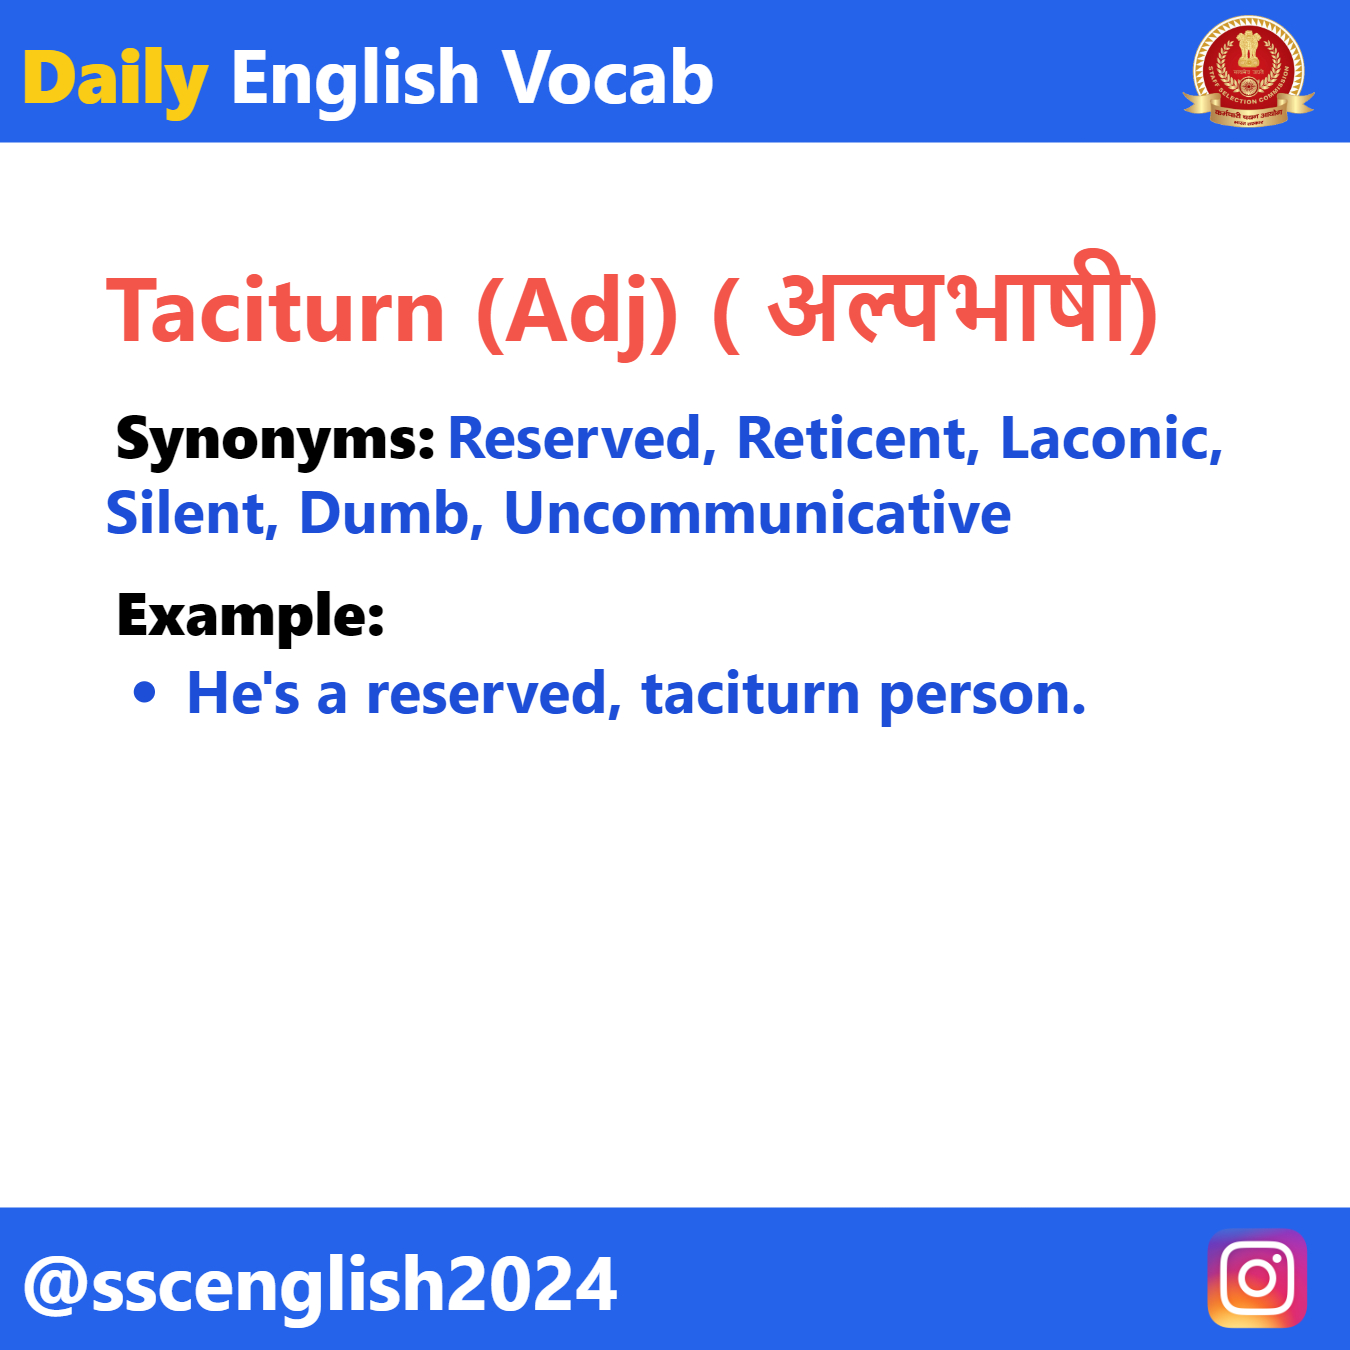 Daily English Vocab
सत्यमेव जयते
STAFF SELECTION COMMISSION
कर्मचारी चयन आयोग
भारत सरकार
Taciturn (Adj) ( अल्पभाषी)
Synonyms: Reserved, Reticent, Laconic,
Silent, Dumb, Uncommunicative
Example:
• He's a reserved, taciturn person.
@sscenglish2024